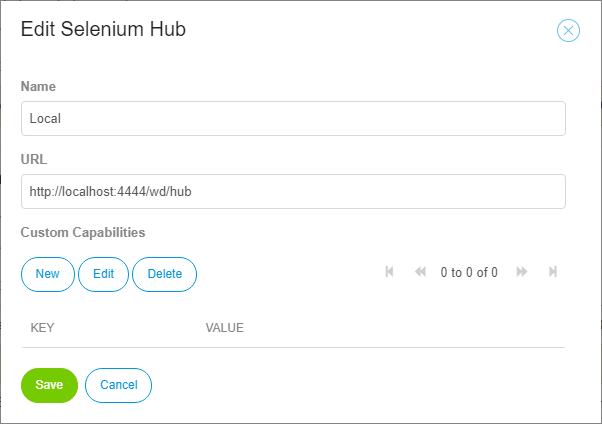 Edit Selenium Hub
Name
Local
URL
http://localhost:4444/wd/hub
Custom Capabilities
New Edit Delete 0 to 0 of 0
KEY VALUE
Save Cancel